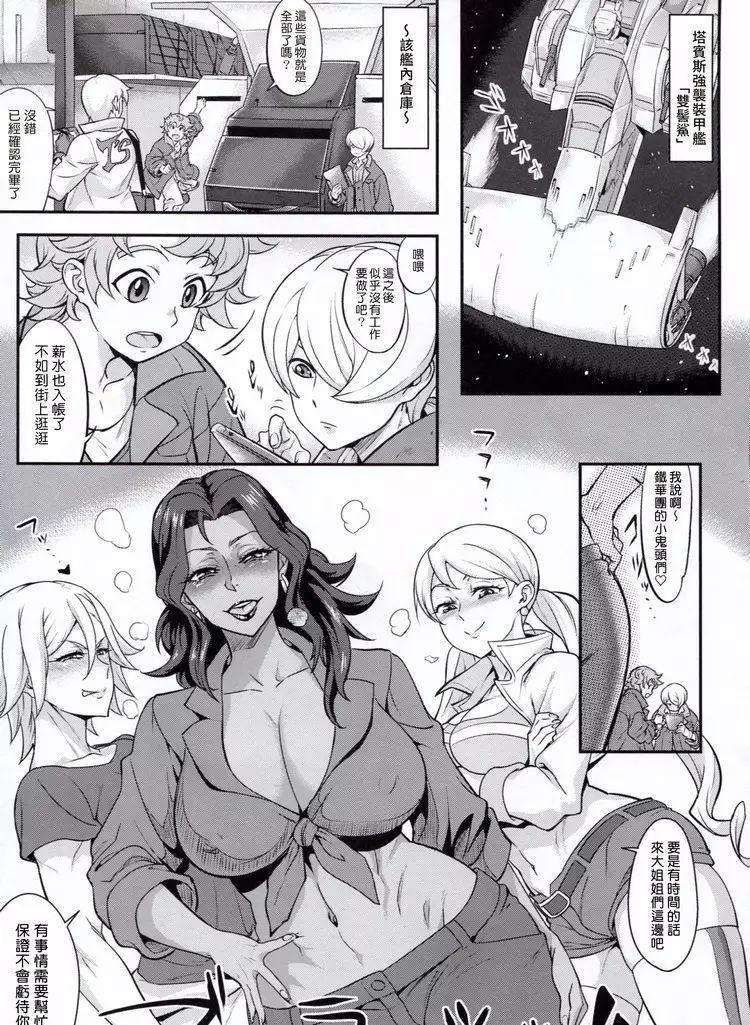 塔賓斯強襲裝甲艦
「雙髻鯊」
～該艦內倉庫～
這些貨物就是
全部了嗎？
沒錯
已經確認完畢了
喂喂
這之後
似乎沒有工作
要做了吧？
薪水也入帳了
不如到街上逛逛
我說啊～
鐵華團的小鬼頭們♡
要是有時間的話
來大姐姐們這邊吧
有事情需要幫忙
保證不會虧待你